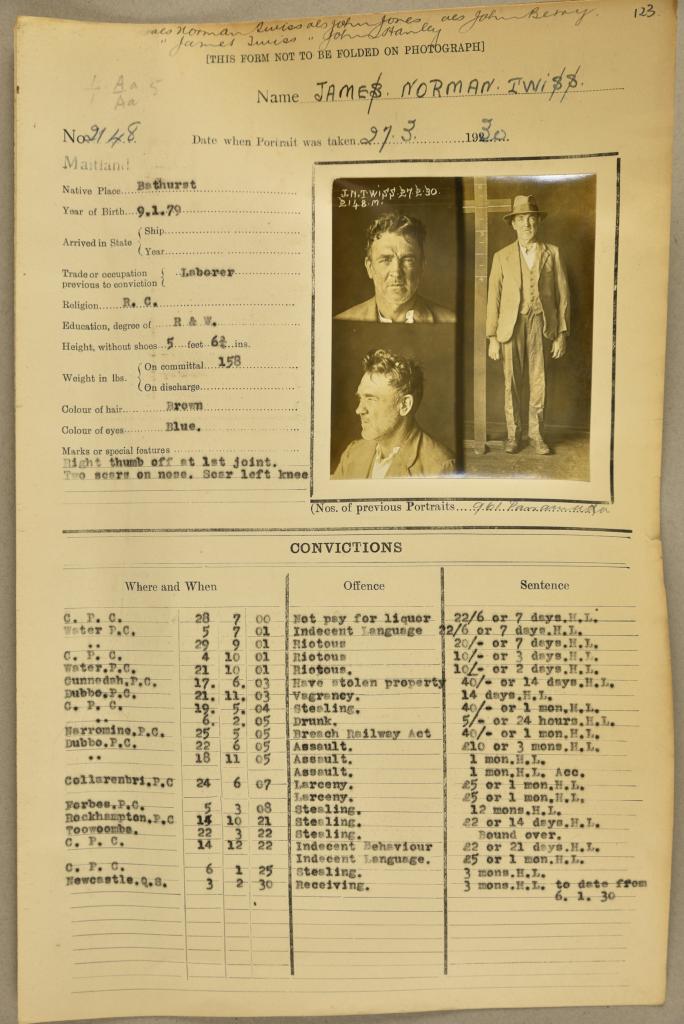 als Norman Twiss als John Jones als John Berry. 123
" James Twiss " John Hanley
[THIS FORM NOT TO BE FOLDED ON PHOTOGRAPH]
Name JAMES. NORMAN. TWISS.
No 2148 Date when Portrait was taken 27.3. 1930
Maitland
Native Place Bathurst
Year of Birth 9.1.79
Arrived in State { Ship
Year
Trade or occupation previous to conviction } Laborer
Religion R. C.
Education, degree of R & W.
Height, without shoes 5 feet 6¾ ins.
Weight in lbs. { On committal 158
On discharge
Colour of hair Brown
Colour of eyes Blue.
Marks or special features
Right thumb off at 1st joint.
Two scars on nose. Scar left knee
J.N.TWISS 27.2.30.
2148.M.
(Nos. of previous Portraits
CONVICTIONS
Where and When Offence Sentence
C. P. C. 28 7 00 Not pay for liquor 22/6 or 7 days.H.L.
Water P.C. 5 7 01 Indecent Language 22/6 or 7 days.H.L.
.. 29 9 01 Riotous 20/- or 7 days.H.L.
C. P. C. 4 10 01 Riotous 10/- or 3 days.H.L.
Water.P.C. 21 10 01 Riotous. 10/- or 2 days.H.L.
Gunnedah.P.C. 17. 6. 03 Have stolen property 40/- or 14 days.H.L.
Dubbo.P.C. 21. 11. 03 Vagrancy. 14 days.H.L.
C. P. C. 19. 5. 04 Stealing. 40/- or 1 mon.H.L.
.. 6. 2. 05 Drunk. 5/- or 24 hours.H.L.
Narromine.P.C. 25 5 05 Breach Railway Act 40/- or 1 mon.H.L.
Dubbo.P.C. 22 6 05 Assault. £10 or 3 mons.H.L.
.. 18 11 05 Assault. 1 mon.H.L.
Assault. 1 mon.H.L. Acc.
Collarenbri.P.C 24 6 07 Larceny. £5 or 1 mon.H.L.
Larceny. £5 or 1 mon.H.L.
Forbes.P.C. 5 3 08 Stealing. 12 mons.H.L.
Rockhampton.P.C 14 10 21 Stealing. £2 or 14 days.H.L.
Toowoomba. 22 3 22 Stealing. Bound over.
C. P. C. 14 12 22 Indecent Behaviour £2 or 21 days.H.L.
Indecent Language. £5 or 1 mon.H.L.
C. P. C. 6 1 25 Stealing. 3 mons.H.L.
Newcastle.Q.S. 3 2 30 Receiving. 3 mons.H.L. to date from
6. 1. 30